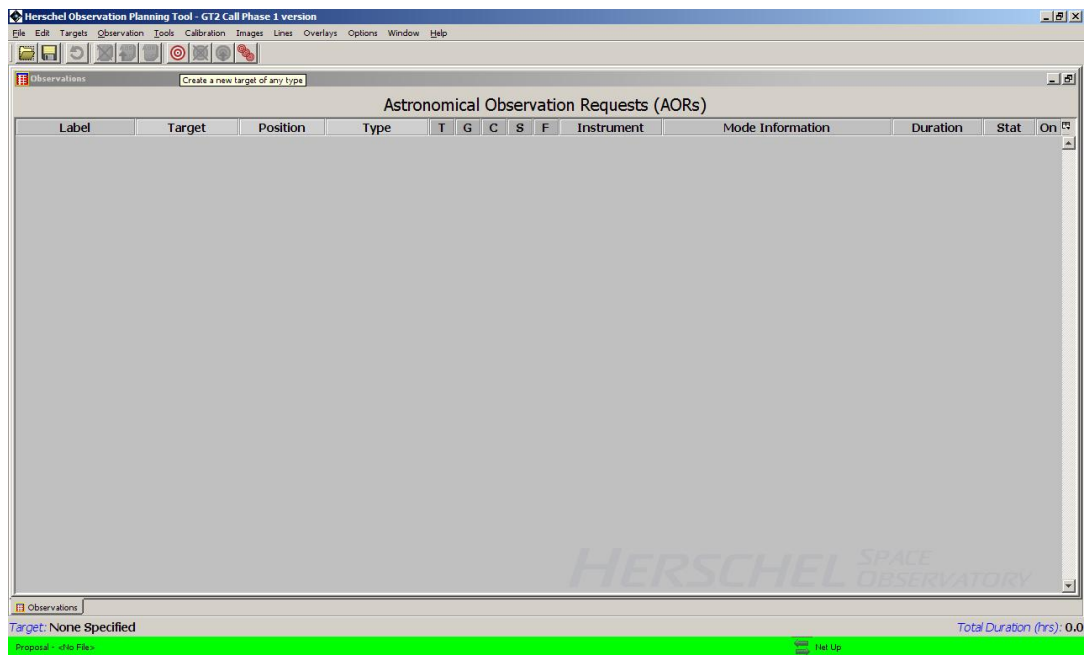 Herschel Observation Planning Tool - GT2 Call Phase 1 version
File Edit Targets Observation Tools Calibration Images Lines Overlays Options Window Help
Observations
Create a new target of any type
Astronomical Observation Requests (AORs)
Label Target Position Type T G C S F Instrument Mode Information Duration Stat On
HERSCHEL SPACE OBSERVATORY
Observations
Target: None Specified Total Duration (hrs): 0.0
Proposal - <No File> Net Up